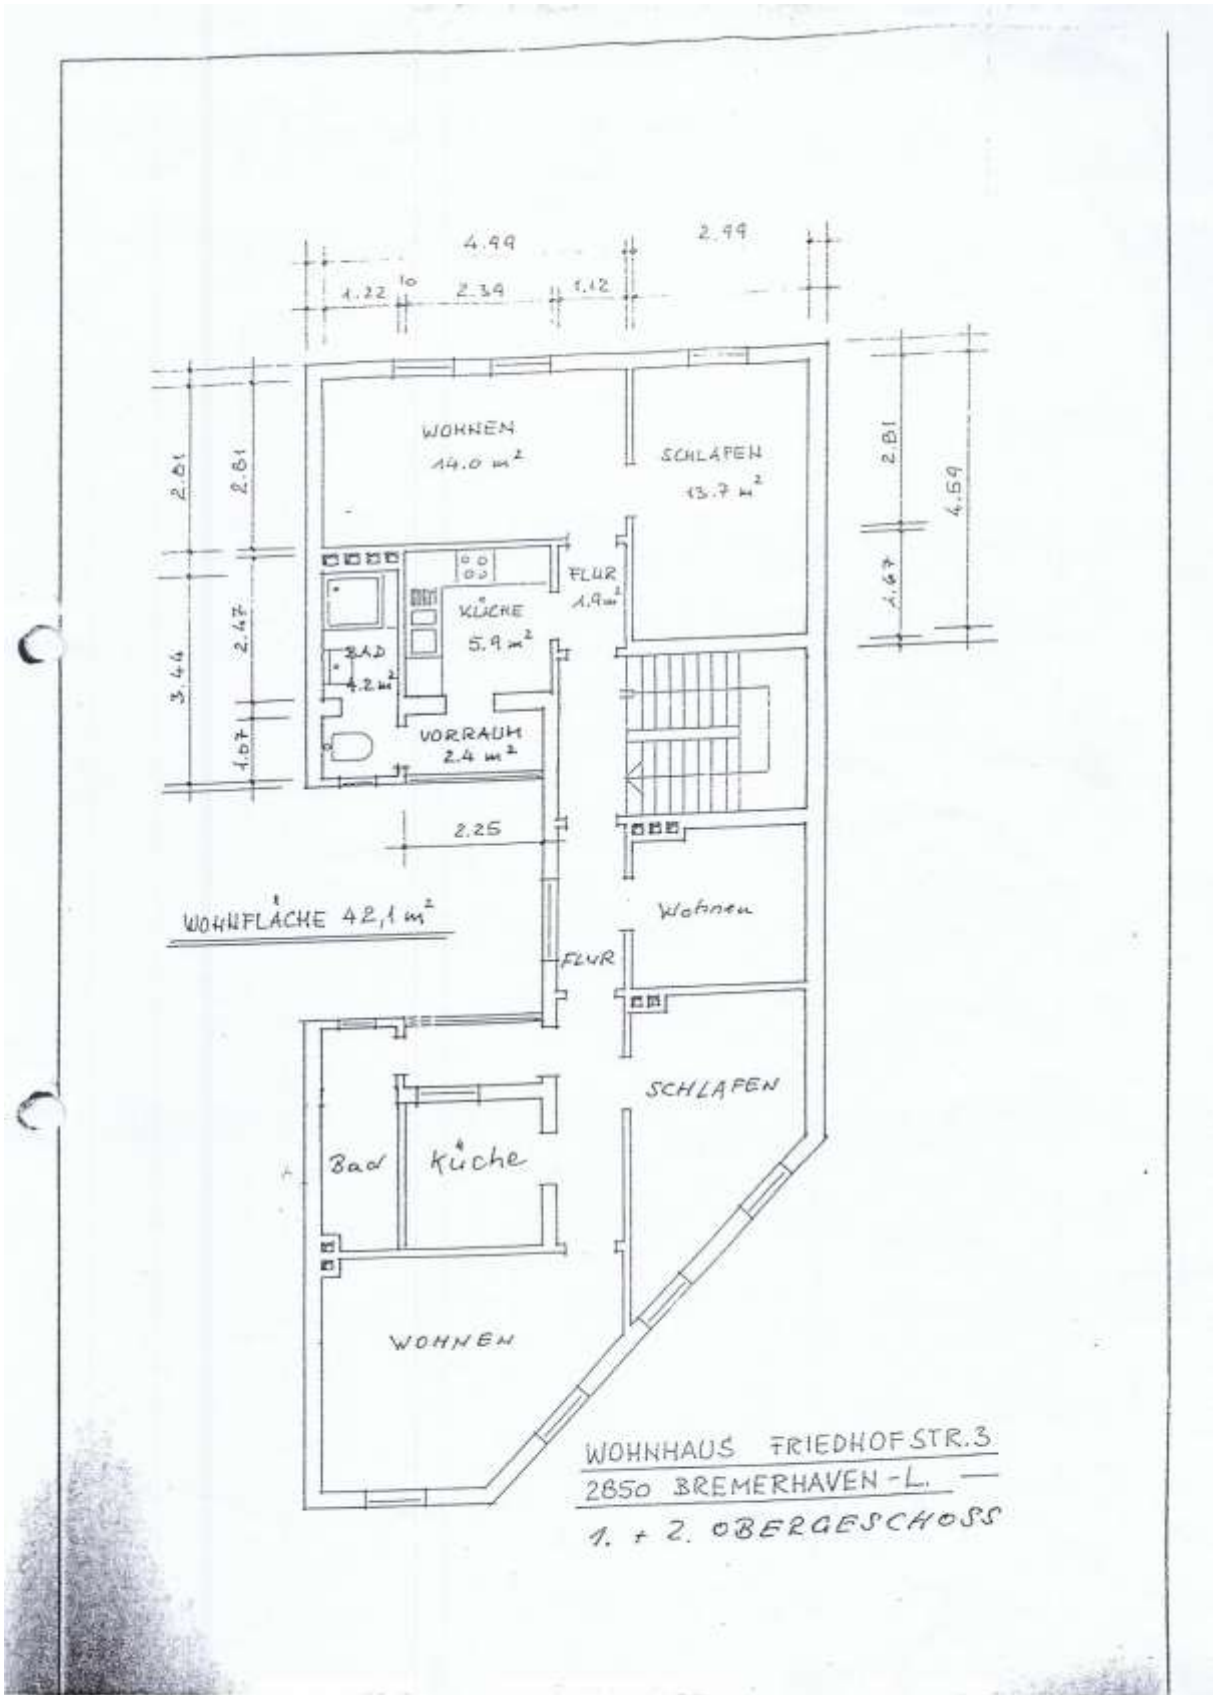 4.99
2.99
1.22
10
2.39
1.12
WOHNEN
14.0 m²
SCHLAFEN
13.7 m²
2.81
2.81
2.81
4.59
FLUR
1.9 m²
KÜCHE
5.9 m²
1.67
BAD
4.2 m²
2.47
3.44
VORRAUM
2.4 m²
1.07
2.25
WOHNFLÄCHE 42,1 m²
Wohnen
FLUR
SCHLAFEN
Bad
Küche
WOHNEN
WOHNHAUS FRIEDHOFSTR. 3
2850 BREMERHAVEN - L.
1. + 2. OBERGESCHOSS